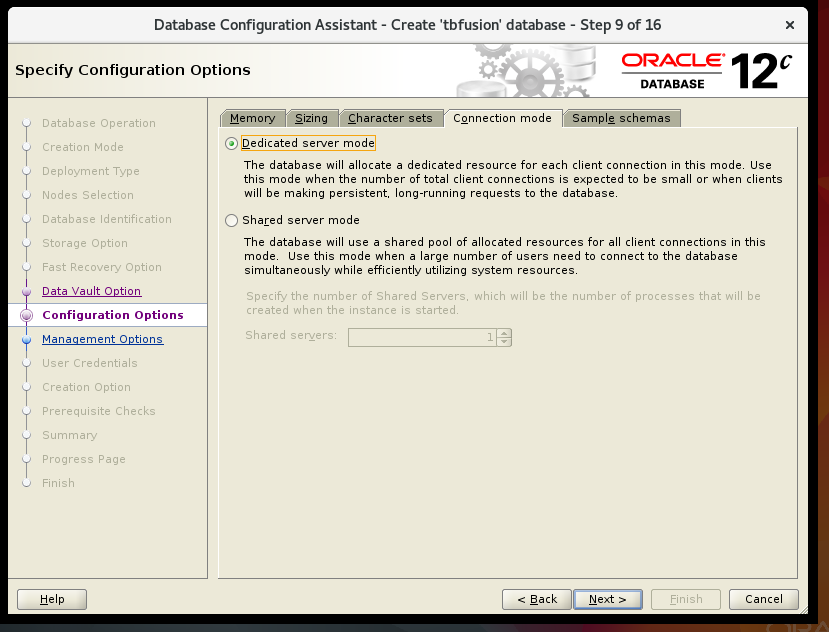 Database Configuration Assistant - Create 'tbfusion' database - Step 9 of 16
×
Specify Configuration Options
ORACLE
DATABASE
12c
Database Operation
Creation Mode
Deployment Type
Nodes Selection
Database Identification
Storage Option
Fast Recovery Option
Data Vault Option
Configuration Options
Management Options
User Credentials
Creation Option
Prerequisite Checks
Summary
Progress Page
Finish
Memory
Sizing
Character sets
Connection mode
Sample schemas
Dedicated server mode
The database will allocate a dedicated resource for each client connection in this mode. Use
this mode when the number of total client connections is expected to be small or when clients
will be making persistent, long-running requests to the database.
Shared server mode
The database will use a shared pool of allocated resources for all client connections in this
mode.  Use this mode when a large number of users need to connect to the database
simultaneously while efficiently utilizing system resources.
Specify the number of Shared Servers, which will be the number of processes that will be
created when the instance is started.
Shared servers: 1
Help
< Back
Next >
Finish
Cancel